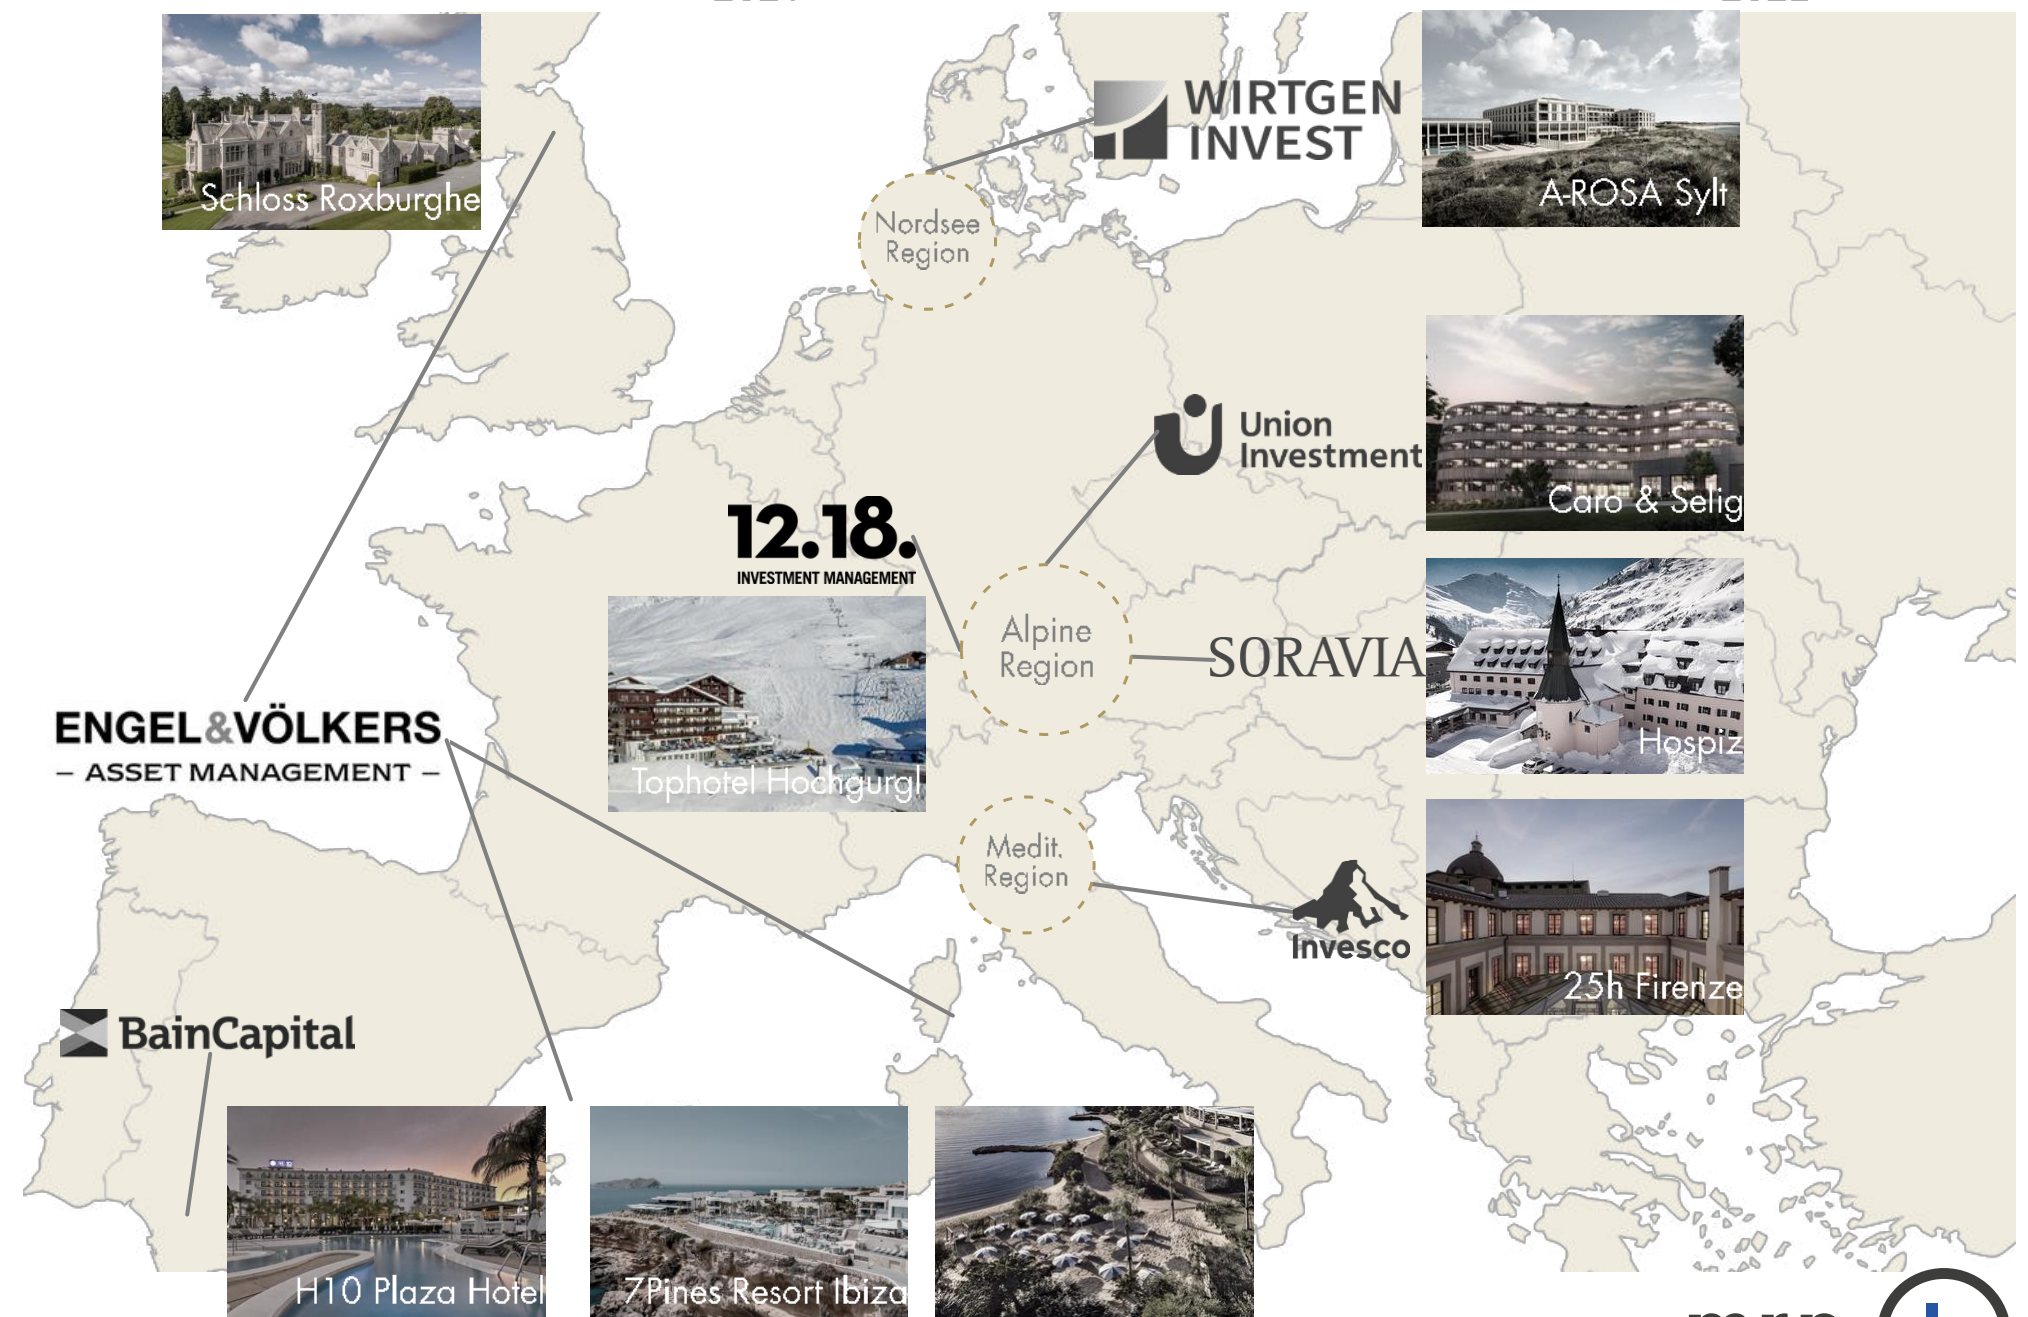 Schloss Roxburghe
WIRTGEN
INVEST
A-ROSA Sylt
Nordsee
Region
Union
Investment
Caro & Selig
12.18.
INVESTMENT MANAGEMENT
Alpine
Region
SORAVIA
Hospiz
ENGEL&VÖLKERS
– ASSET MANAGEMENT –
Tophotel Hochgurgl
Medit.
Region
Invesco
25h Firenze
BainCapital
H10 Plaza Hotel
7Pines Resort Ibiza